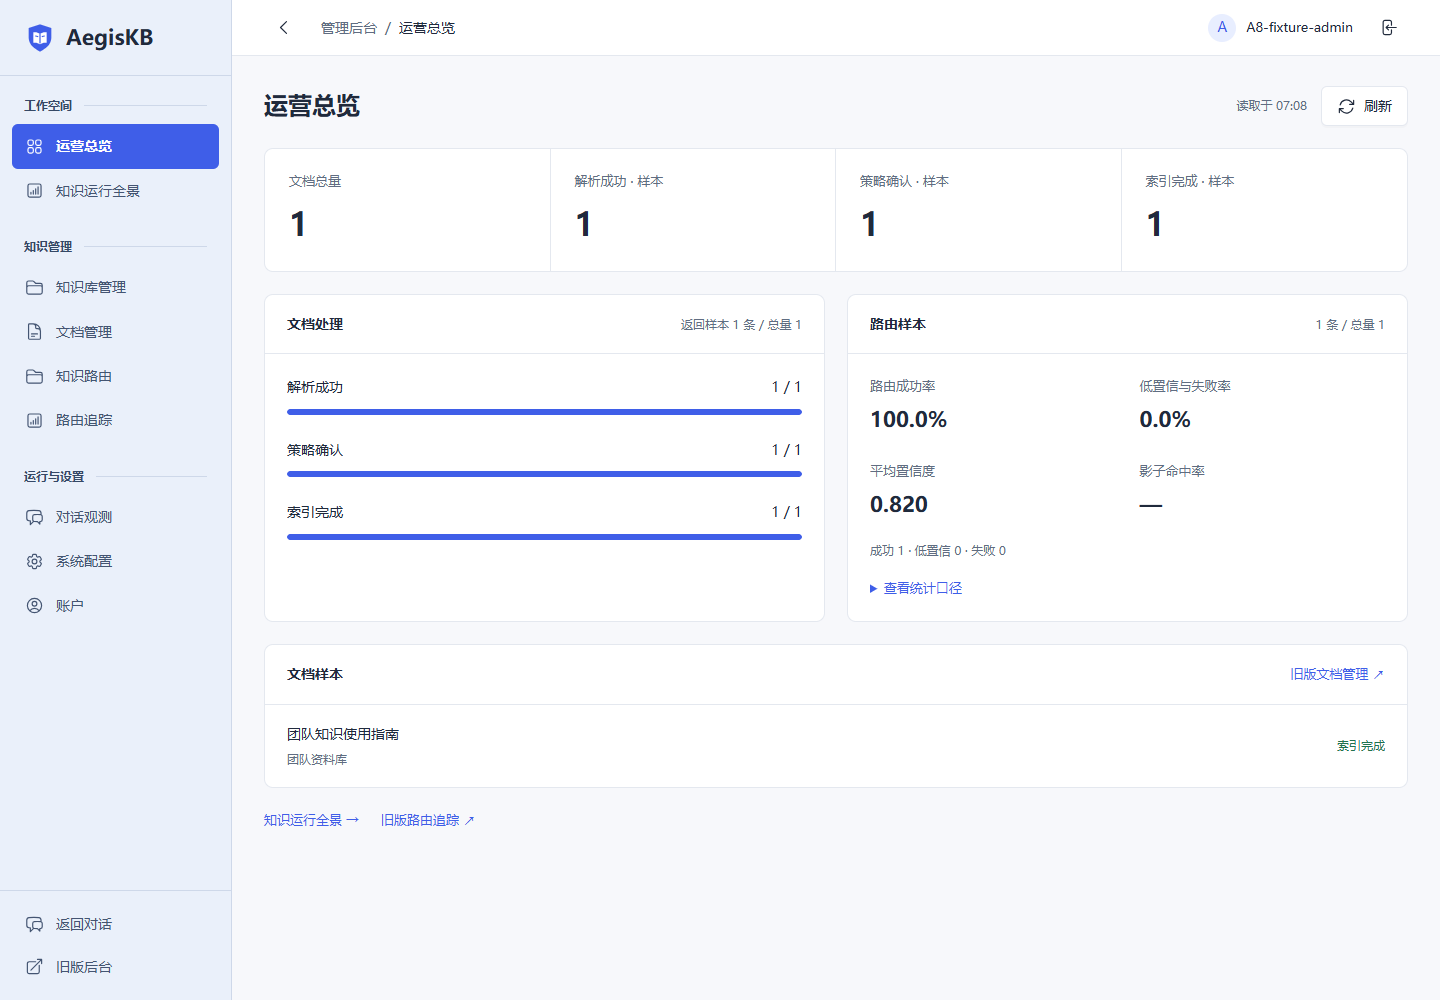 AegisKB
管理后台 / 运营总览
A A8-fixture-admin
工作空间
运营总览
知识运行全景
知识管理
知识库管理
文档管理
知识路由
路由追踪
运行与设置
对话观测
系统配置
账户
返回对话
旧版后台
运营总览
读取于 07:08
刷新
文档总量
1
解析成功 · 样本
1
策略确认 · 样本
1
索引完成 · 样本
1
文档处理
返回样本 1 条 / 总量 1
解析成功 1 / 1
策略确认 1 / 1
索引完成 1 / 1
路由样本
1 条 / 总量 1
路由成功率
100.0%
低置信与失败率
0.0%
平均置信度
0.820
影子命中率
—
成功 1 · 低置信 0 · 失败 0
▶ 查看统计口径
文档样本
旧版文档管理 ↗
团队知识使用指南
团队资料库
索引完成
知识运行全景 →
旧版路由追踪 ↗